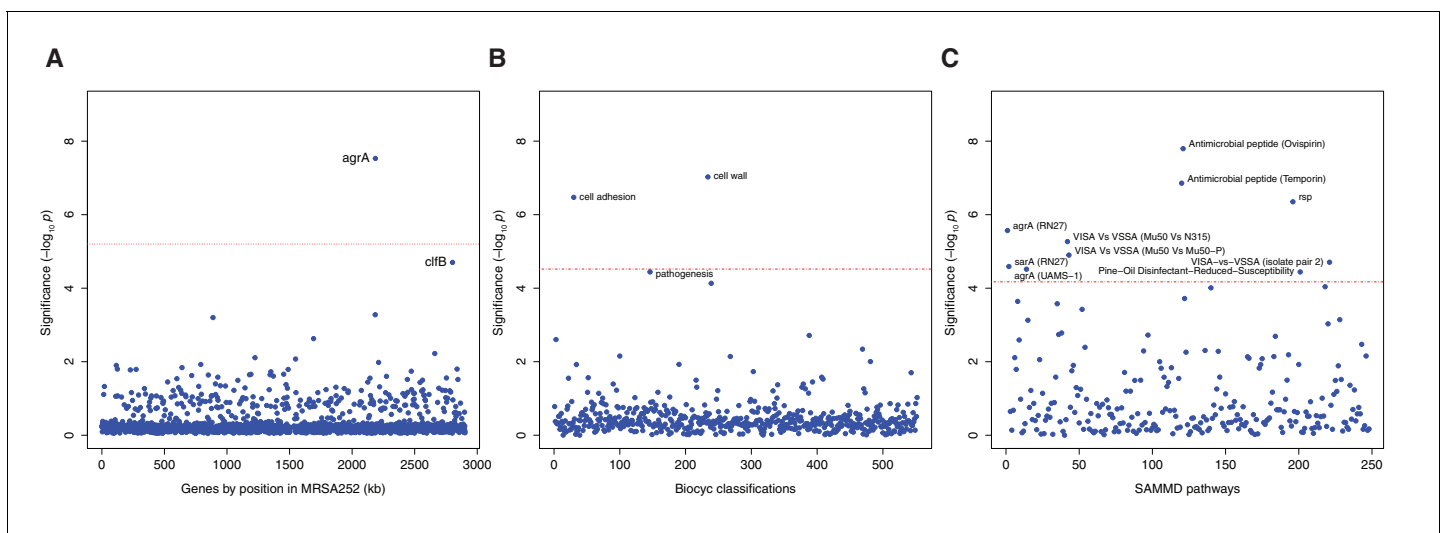 A
B
C
agrA
clfB
Significance (−log10 p)
0
2
4
6
8
0
500
1000
1500
2000
2500
3000
Genes by position in MRSA252 (kb)
cell wall
cell adhesion
pathogenesis
Significance (−log10 p)
0
2
4
6
8
0
100
200
300
400
500
Biocyc classifications
Antimicrobial peptide (Ovispirin)
Antimicrobial peptide (Temporin)
rsp
agrA (RN27)
VISA Vs VSSA (Mu50 Vs N315)
VISA Vs VSSA (Mu50 Vs Mu50−P)
sarA (RN27)
VISA−vs−VSSA (isolate pair 2)
agrA (UAMS−1)
Pine−Oil Disinfectant−Reduced−Susceptibility
Significance (−log10 p)
0
2
4
6
8
0
50
100
150
200
250
SAMMD pathways